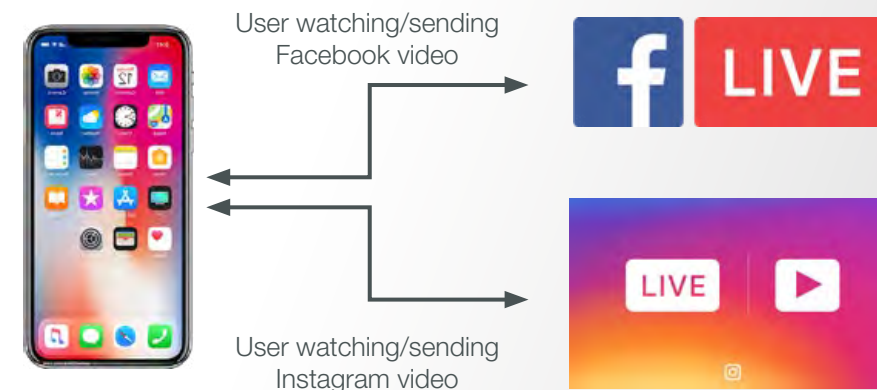 User watching/sending
Facebook video
f LIVE
LIVE
User watching/sending
Instagram video